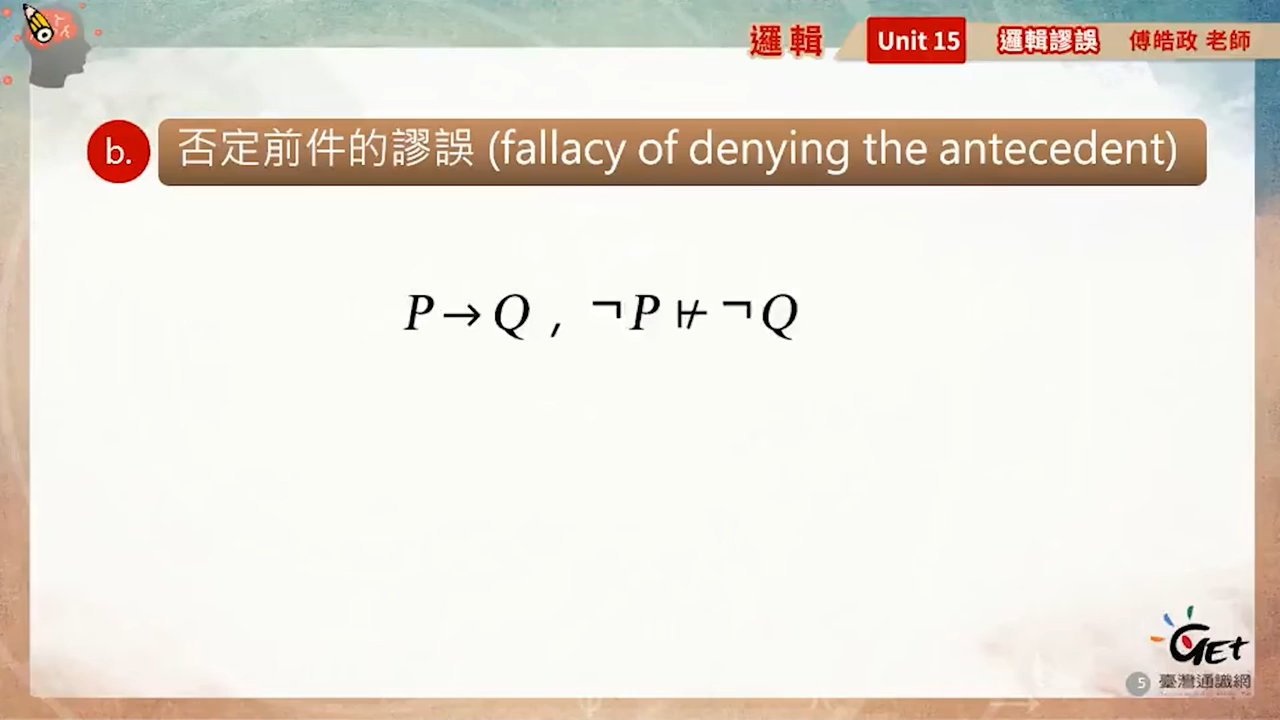 邏輯 Unit 15 邏輯謬誤 傅皓政 老師
b. 否定前件的謬誤 (fallacy of denying the antecedent)
P → Q , ¬P ⊬ ¬Q
GET
5 臺灣通識網